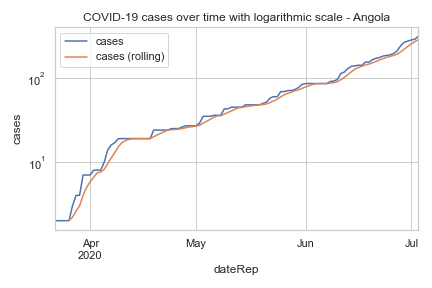 COVID-19 cases over time with logarithmic scale - Angola
cases
cases (rolling)
10²
10¹
cases
Apr
2020
May
Jun
Jul
dateRep